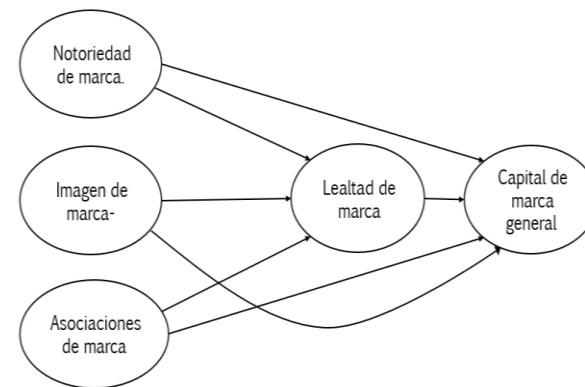 Notoriedad
de marca.
Imagen de
marca-
Asociaciones
de marca
Lealtad de
marca
Capital de
marca
general